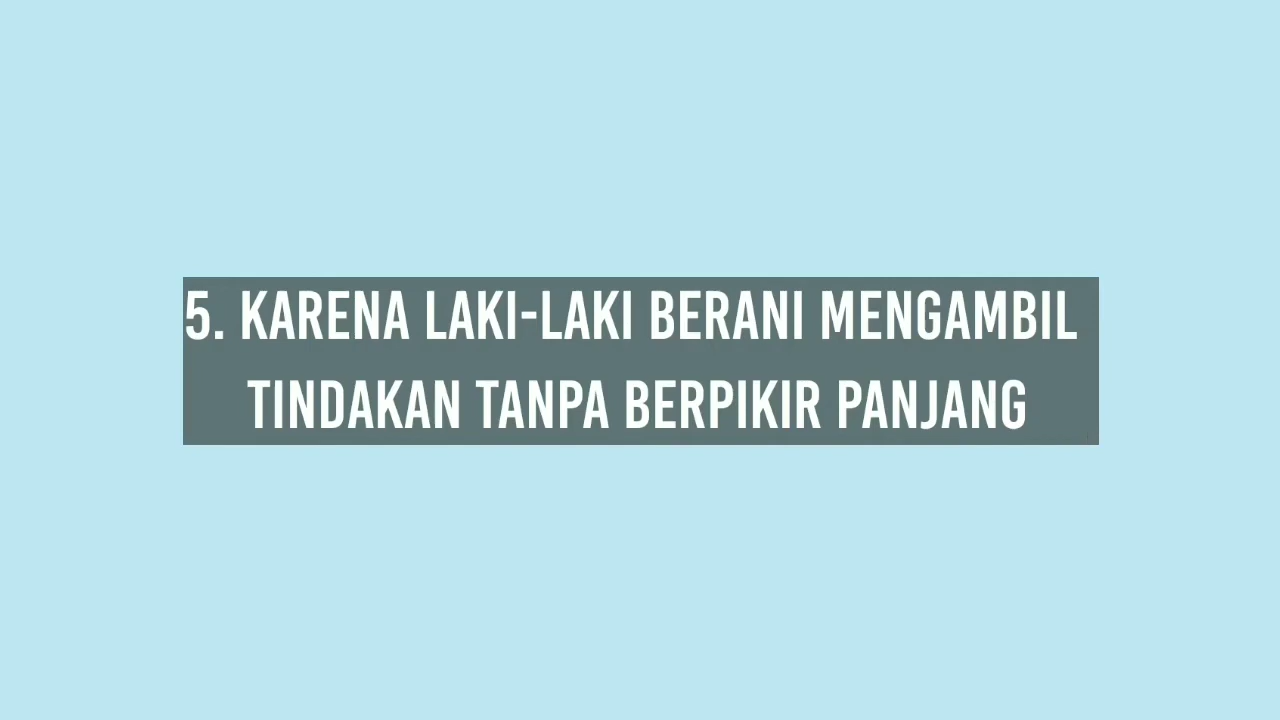 5. KARENA LAKI-LAKI BERANI MENGAMBIL
TINDAKAN TANPA BERPIKIR PANJANG